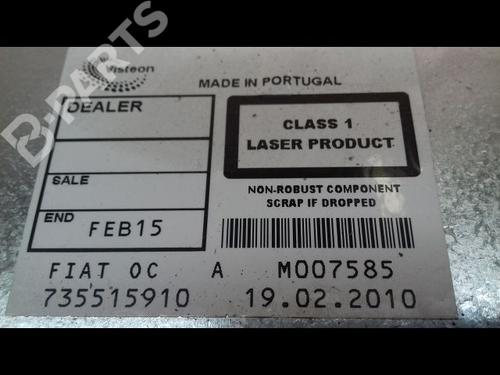 B-PARTS
Visteon
MADE IN PORTUGAL
DEALER
SALE
END FEB15
CLASS 1
LASER PRODUCT
NON-ROBUST COMPONENT
SCRAP IF DROPPED
FIAT OC A M007585
735515910 19.02.2010